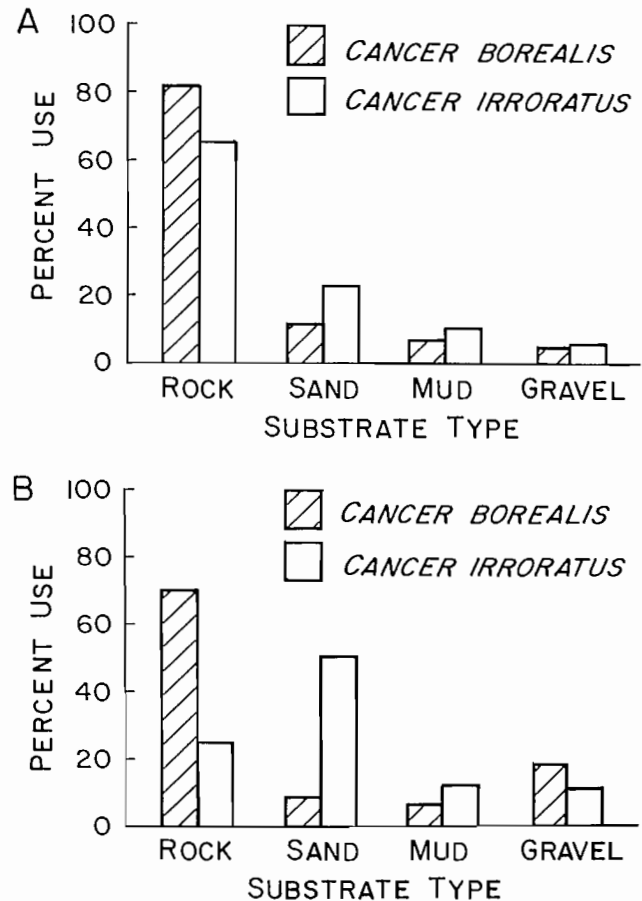 A
100
80
60
40
20
0
PERCENT USE
CANCER BOREALIS
CANCER IRRORATUS
ROCK SAND MUD GRAVEL
SUBSTRATE TYPE
B
100
80
60
40
20
0
PERCENT USE
CANCER BOREALIS
CANCER IRRORATUS
ROCK SAND MUD GRAVEL
SUBSTRATE TYPE